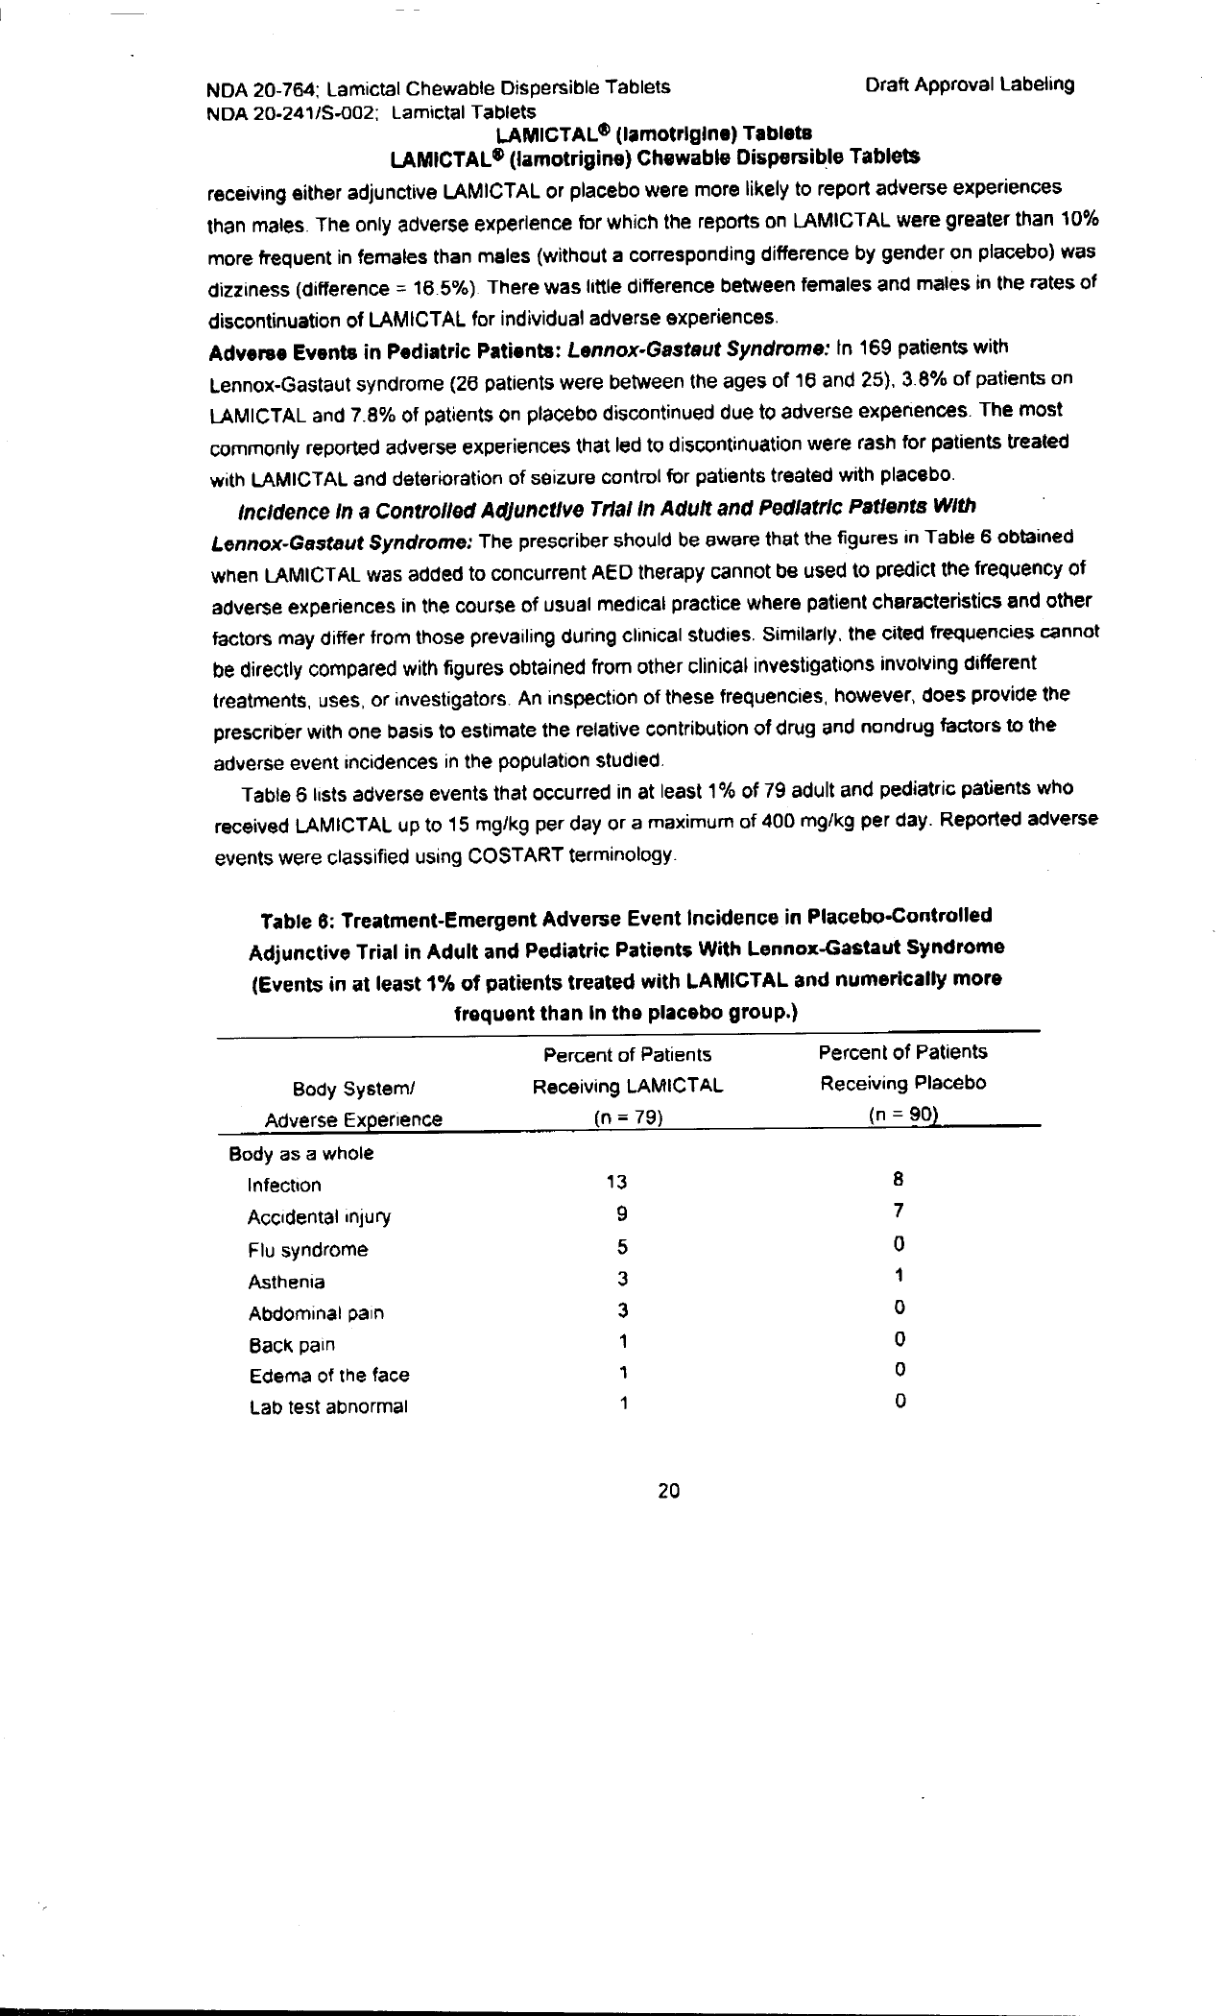 NDA 20-764; Lamictal Chewable Dispersible Tablets Draft Approval Labeling
NDA 20-241/S-002; Lamictal Tablets
LAMICTAL® (lamotrigine) Tablets
LAMICTAL® (lamotrigine) Chewable Dispersible Tablets
receiving either adjunctive LAMICTAL or placebo were more likely to report adverse experiences
than males. The only adverse experience for which the reports on LAMICTAL were greater than 10%
more frequent in females than males (without a corresponding difference by gender on placebo) was
dizziness (difference = 16.5%). There was little difference between females and males in the rates of
discontinuation of LAMICTAL for individual adverse experiences.
Adverse Events in Pediatric Patients: Lennox-Gastaut Syndrome: In 169 patients with
Lennox-Gastaut syndrome (26 patients were between the ages of 16 and 25), 3.8% of patients on
LAMICTAL and 7.8% of patients on placebo discontinued due to adverse experiences. The most
commonly reported adverse experiences that led to discontinuation were rash for patients treated
with LAMICTAL and deterioration of seizure control for patients treated with placebo.
Incidence in a Controlled Adjunctive Trial in Adult and Pediatric Patients With
Lennox-Gastaut Syndrome: The prescriber should be aware that the figures in Table 6 obtained
when LAMICTAL was added to concurrent AED therapy cannot be used to predict the frequency of
adverse experiences in the course of usual medical practice where patient characteristics and other
factors may differ from those prevailing during clinical studies. Similarly, the cited frequencies cannot
be directly compared with figures obtained from other clinical investigations involving different
treatments, uses, or investigators. An inspection of these frequencies, however, does provide the
prescriber with one basis to estimate the relative contribution of drug and nondrug factors to the
adverse event incidences in the population studied.
Table 6 lists adverse events that occurred in at least 1% of 79 adult and pediatric patients who
received LAMICTAL up to 15 mg/kg per day or a maximum of 400 mg/kg per day. Reported adverse
events were classified using COSTART terminology.
Table 6: Treatment-Emergent Adverse Event Incidence in Placebo-Controlled
Adjunctive Trial in Adult and Pediatric Patients With Lennox-Gastaut Syndrome
(Events in at least 1% of patients treated with LAMICTAL and numerically more
frequent than in the placebo group.)
Percent of Patients Percent of Patients
Body System/ Receiving LAMICTAL Receiving Placebo
Adverse Experience (n = 79) (n = 90)
Body as a whole
Infection 13 8
Accidental injury 9 7
Flu syndrome 5 0
Asthenia 3 1
Abdominal pain 3 0
Back pain 1 0
Edema of the face 1 0
Lab test abnormal 1 0
20